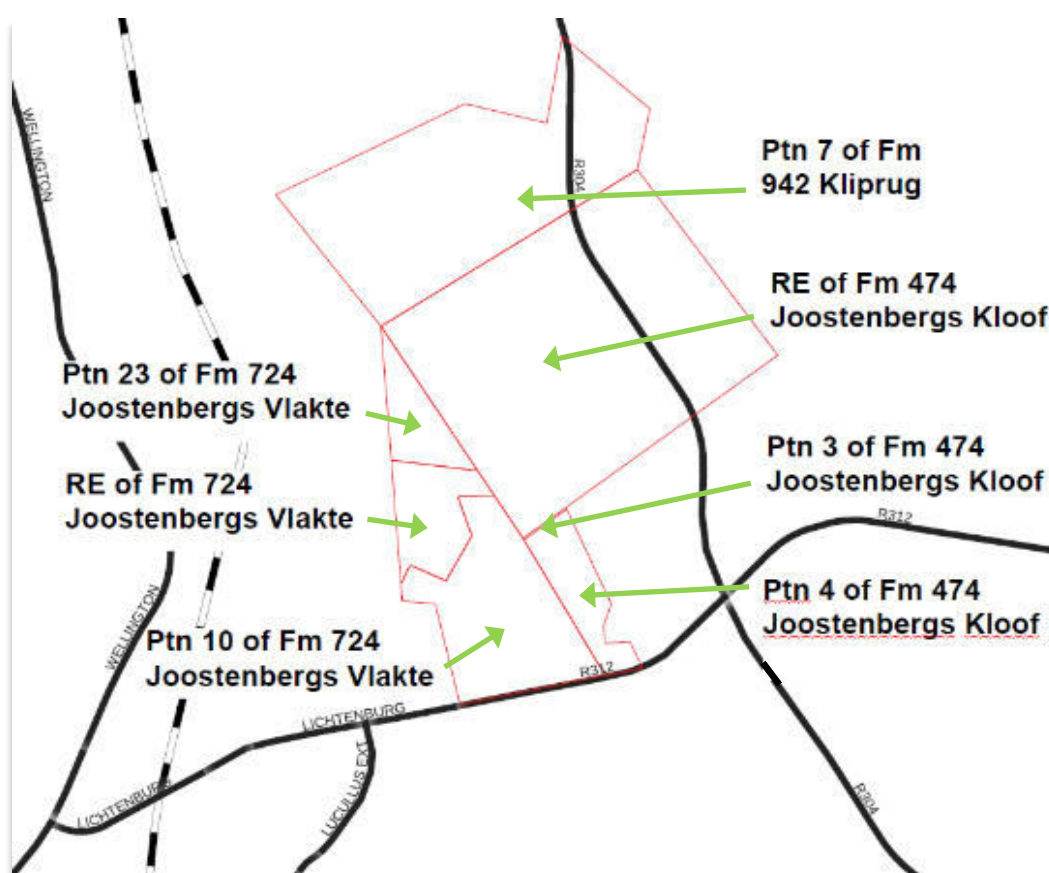 WELLINGTON
R304
Ptn 7 of Fm
942 Kliprug
RE of Fm 474
Joostenbergs Kloof
Ptn 23 of Fm 724
Joostenbergs Vlakte
Ptn 3 of Fm 474
Joostenbergs Kloof
RE of Fm 724
Joostenbergs Vlakte
R312
Ptn 4 of Fm 474
Joostenbergs Kloof
WELLINGTON
Ptn 10 of Fm 724
Joostenbergs Vlakte
R312
LICHTENBURG
LUCULLUS EXT
LICHTENBURG
R304